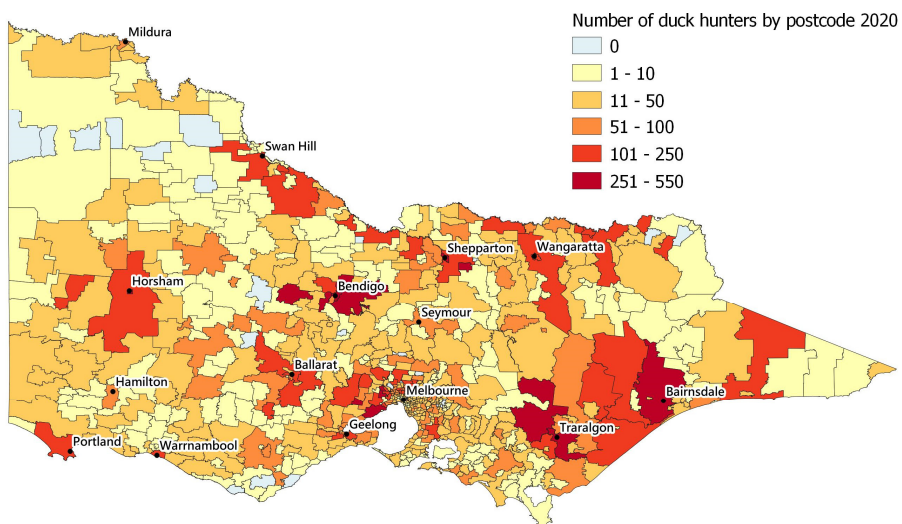 Number of duck hunters by postcode 2020
0
1 - 10
11 - 50
51 - 100
101 - 250
251 - 550
Mildura
Swan Hill
Shepparton
Wangaratta
Horsham
Bendigo
Seymour
Ballarat
Hamilton
Melbourne
Bairnsdale
Geelong
Traralgon
Portland
Warrnambool